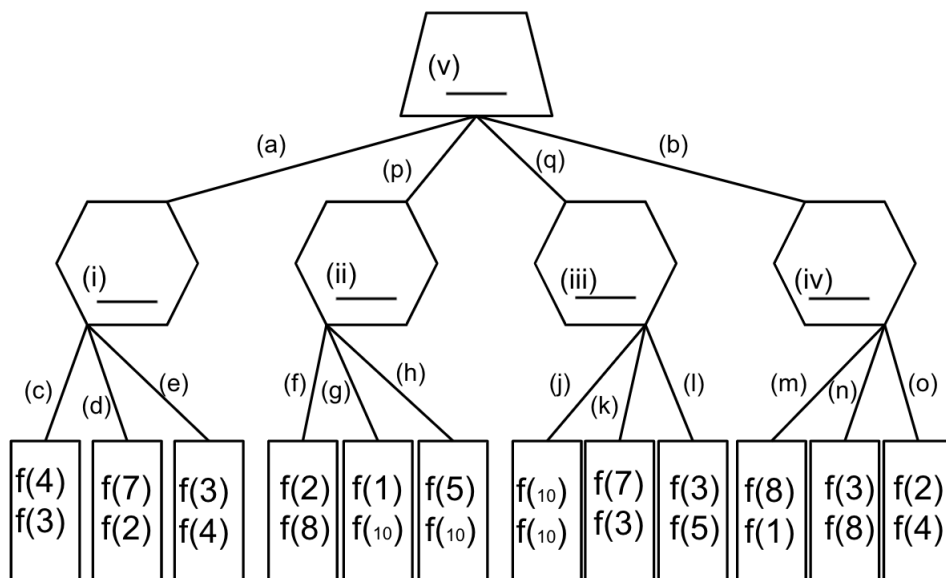 (v)
(a)
(p)
(q)
(b)
(i)
(ii)
(iii)
(iv)
(c)
(d)
(e)
(f)
(g)
(h)
(j)
(k)
(l)
(m)
(n)
(o)
f(4)
f(3)
f(7)
f(2)
f(3)
f(4)
f(2)
f(8)
f(1)
f(10)
f(5)
f(10)
f(10)
f(10)
f(7)
f(3)
f(3)
f(5)
f(8)
f(1)
f(3)
f(8)
f(2)
f(4)